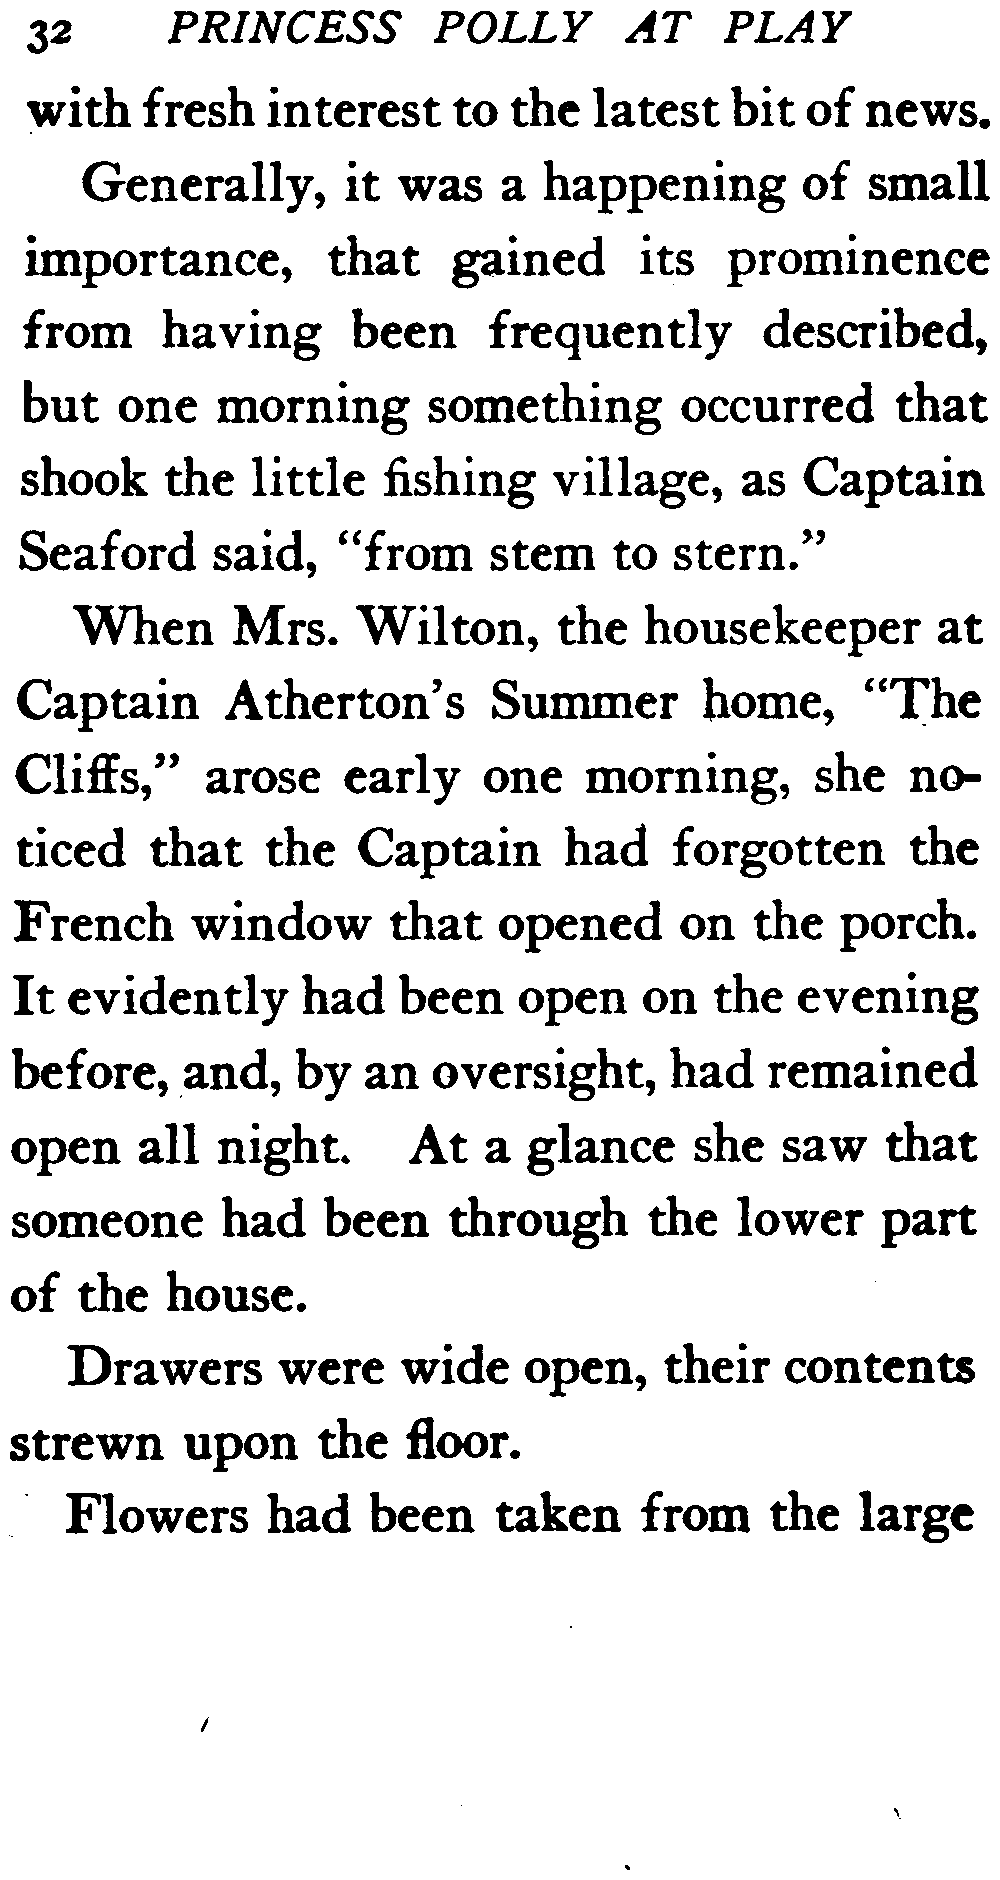 32 PRINCESS POLLY AT PLAY
with fresh interest to the latest bit of news.
Generally, it was a happening of small
importance, that gained its prominence
from having been frequently described,
but one morning something occurred that
shook the little fishing village, as Captain
Seaford said, “from stem to stern.”
When Mrs. Wilton, the housekeeper at
Captain Atherton’s Summer home, “The
Cliffs,” arose early one morning, she no-
ticed that the Captain had forgotten the
French window that opened on the porch.
It evidently had been open on the evening
before, and, by an oversight, had remained
open all night. At a glance she saw that
someone had been through the lower part
of the house.
Drawers were wide open, their contents
strewn upon the floor.
Flowers had been taken from the large